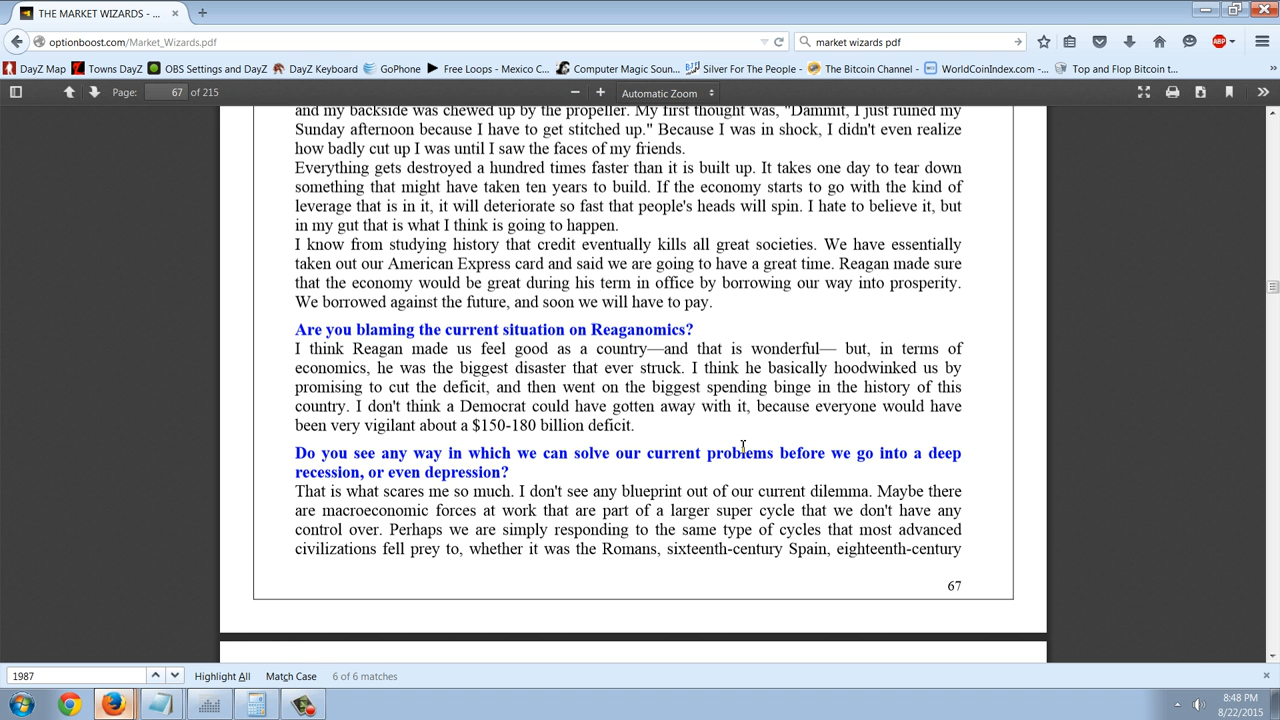 THE MARKET WIZARDS - ...
optionboost.com/Market_Wizards.pdf
market wizards pdf
ABP
DayZ Map
Towns DayZ
OBS Settings and DayZ
DayZ Keyboard
GoPhone
Free Loops - Mexico C...
Computer Magic Soun...
Silver For The People - ...
The Bitcoin Channel - ...
WorldCoinIndex.com -...
Top and Flop Bitcoin t...
Page: 67 of 215
Automatic Zoom
and my backside was chewed up by the propeller. My first thought was, "Dammit, I just ruined my
Sunday afternoon because I have to get stitched up." Because I was in shock, I didn't even realize
how badly cut up I was until I saw the faces of my friends.
Everything gets destroyed a hundred times faster than it is built up. It takes one day to tear down
something that might have taken ten years to build. If the economy starts to go with the kind of
leverage that is in it, it will deteriorate so fast that people's heads will spin. I hate to believe it, but
in my gut that is what I think is going to happen.
I know from studying history that credit eventually kills all great societies. We have essentially
taken out our American Express card and said we are going to have a great time. Reagan made sure
that the economy would be great during his term in office by borrowing our way into prosperity.
We borrowed against the future, and soon we will have to pay.
Are you blaming the current situation on Reaganomics?
I think Reagan made us feel good as a country—and that is wonderful— but, in terms of
economics, he was the biggest disaster that ever struck. I think he basically hoodwinked us by
promising to cut the deficit, and then went on the biggest spending binge in the history of this
country. I don't think a Democrat could have gotten away with it, because everyone would have
been very vigilant about a $150-180 billion deficit.
Do you see any way in which we can solve our current problems before we go into a deep
recession, or even depression?
That is what scares me so much. I don't see any blueprint out of our current dilemma. Maybe there
are macroeconomic forces at work that are part of a larger super cycle that we don't have any
control over. Perhaps we are simply responding to the same type of cycles that most advanced
civilizations fell prey to, whether it was the Romans, sixteenth-century Spain, eighteenth-century
67
1987
Highlight All
Match Case
6 of 6 matches
8:48 PM
8/22/2015